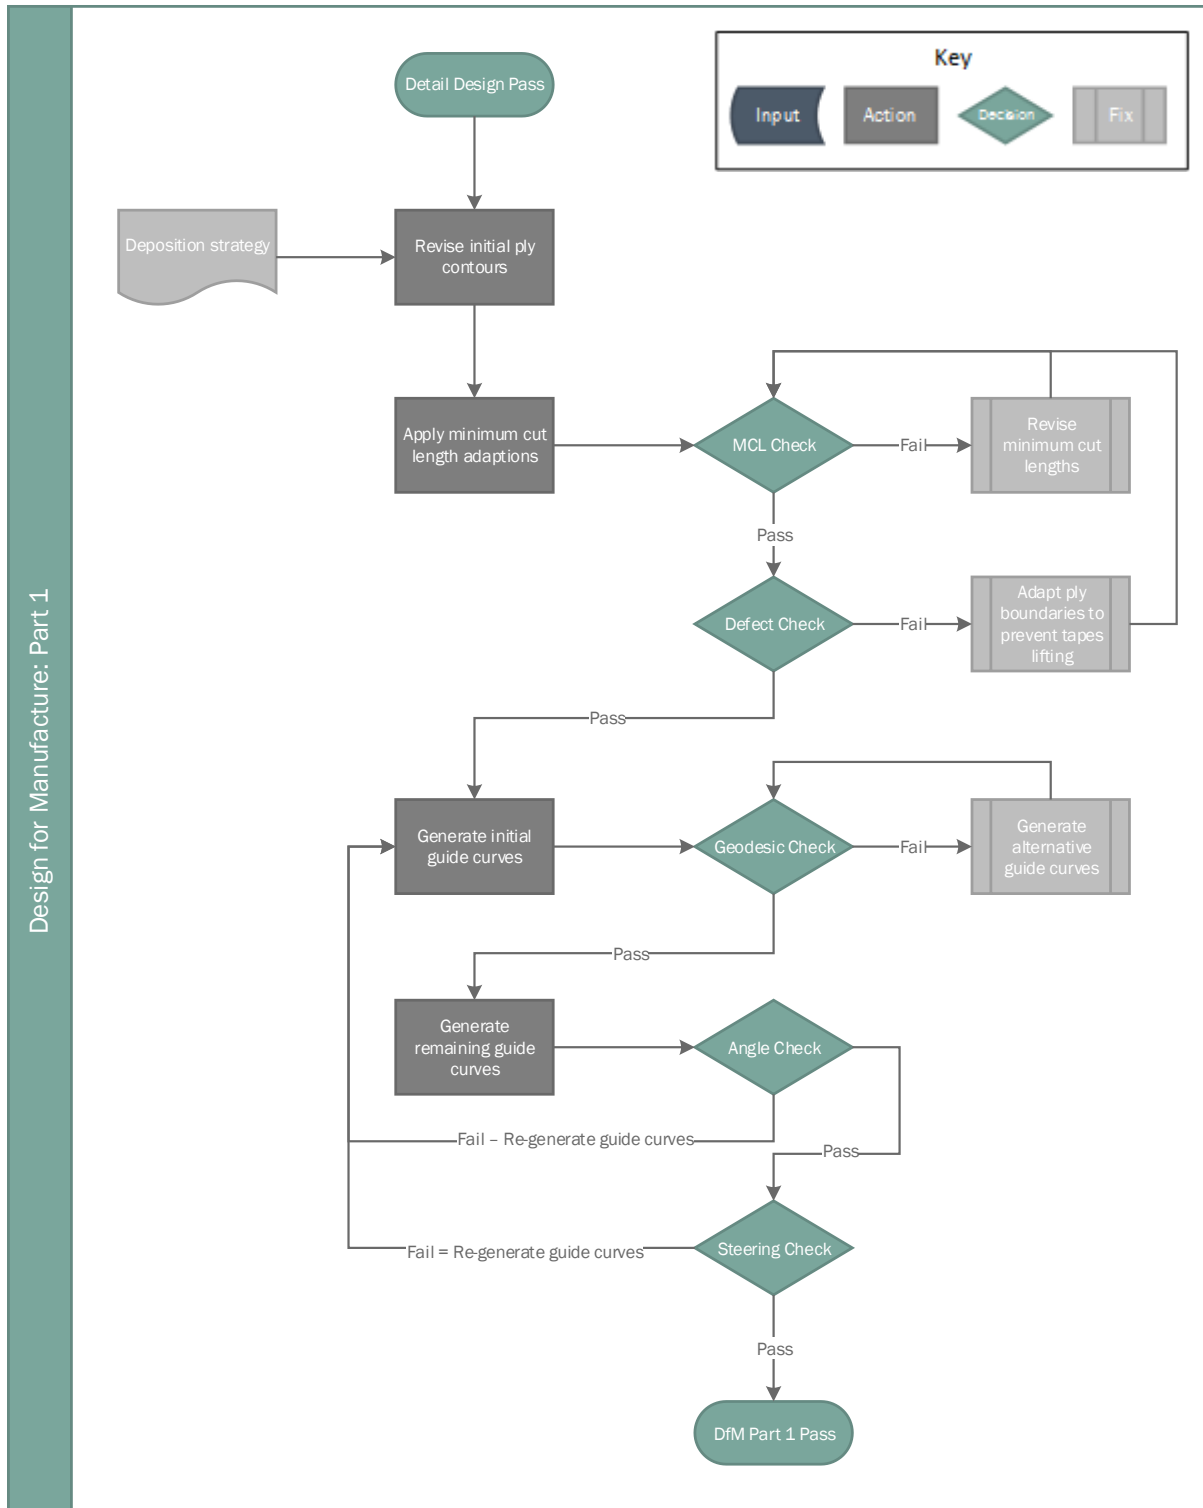 Design for Manufacture: Part 1
Detail Design Pass
Key
Input
Action
Decision
Fix
Deposition strategy
Revise initial ply
contours
Apply minimum cut
length adaptions
MCL Check
Fail
Revise
minimum cut
lengths
Pass
Defect Check
Fail
Adapt ply
boundaries to
prevent tapes
lifting
Pass
Generate initial
guide curves
Geodesic Check
Fail
Generate
alternative
guide curves
Pass
Generate
remaining guide
curves
Angle Check
Fail – Re-generate guide curves
Pass
Fail = Re-generate guide curves
Steering Check
Pass
DfM Part 1 Pass